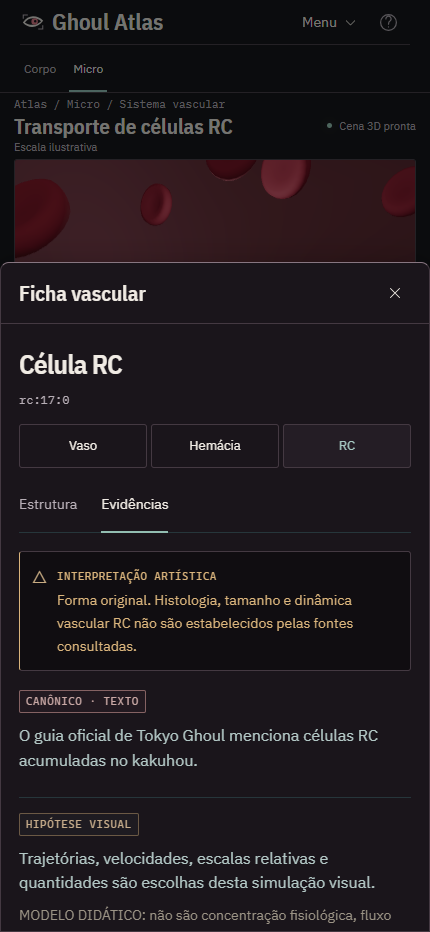 Ghoul Atlas
Menu
Corpo Micro
Atlas / Micro / Sistema vascular
Transporte de células RC
Cena 3D pronta
Escala ilustrativa
Ficha vascular
Célula RC
rc:17:0
Vaso Hemácia RC
Estrutura Evidências
INTERPRETAÇÃO ARTÍSTICA
Forma original. Histologia, tamanho e dinâmica
vascular RC não são estabelecidos pelas fontes
consultadas.
CANÔNICO · TEXTO
O guia oficial de Tokyo Ghoul menciona células RC
acumuladas no kakuhou.
HIPÓTESE VISUAL
Trajetórias, velocidades, escalas relativas e
quantidades são escolhas desta simulação visual.
MODELO DIDÁTICO: não são concentração fisiológica, fluxo